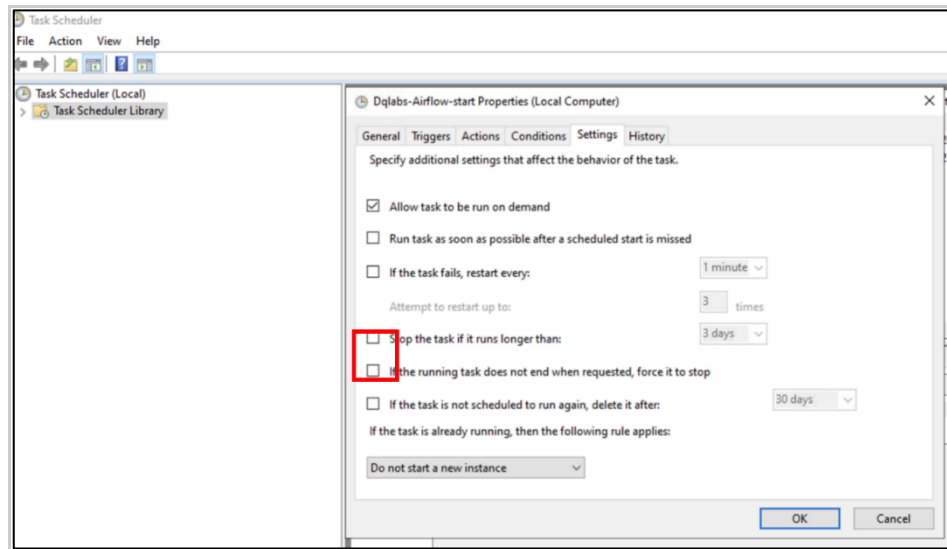 Task Scheduler
File Action View Help
Task Scheduler (Local)
Task Scheduler Library
Dqlabs-Airflow-start Properties (Local Computer)
General Triggers Actions Conditions Settings History
Specify additional settings that affect the behavior of the task.
Allow task to be run on demand
Run task as soon as possible after a scheduled start is missed
If the task fails, restart every: 1 minute
Attempt to restart up to: 3 times
Stop the task if it runs longer than: 3 days
If the running task does not end when requested, force it to stop
If the task is not scheduled to run again, delete it after: 30 days
If the task is already running, then the following rule applies:
Do not start a new instance
OK Cancel